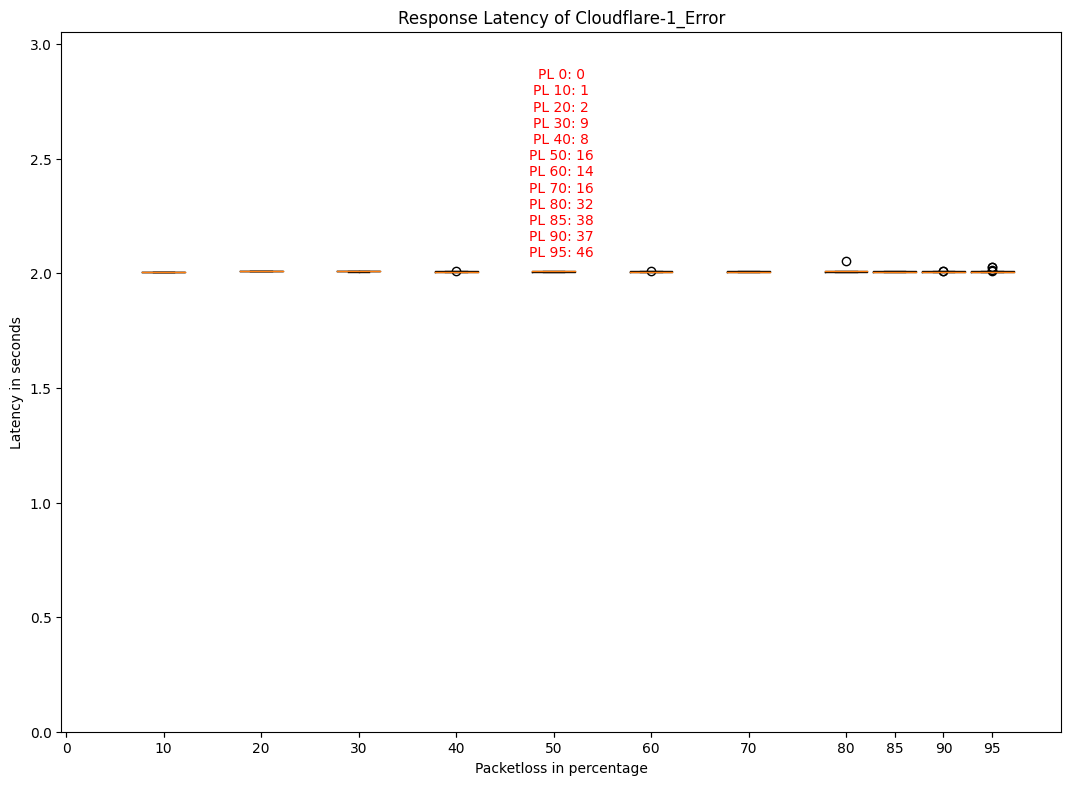 Response Latency of Cloudflare-1_Error
3.0
PL 0: 0
PL 10: 1
PL 20: 2
PL 30: 9
PL 40: 8
2.5
PL 50: 16
PL 60: 14
PL 70: 16
PL 80: 32
PL 85: 38
PL 90: 37
PL 95: 46
2.0
1.5
Latency in seconds
1.0
0.5
0.0
0 10 20 30 40 50 60 70 80 85 90 95
Packetloss in percentage